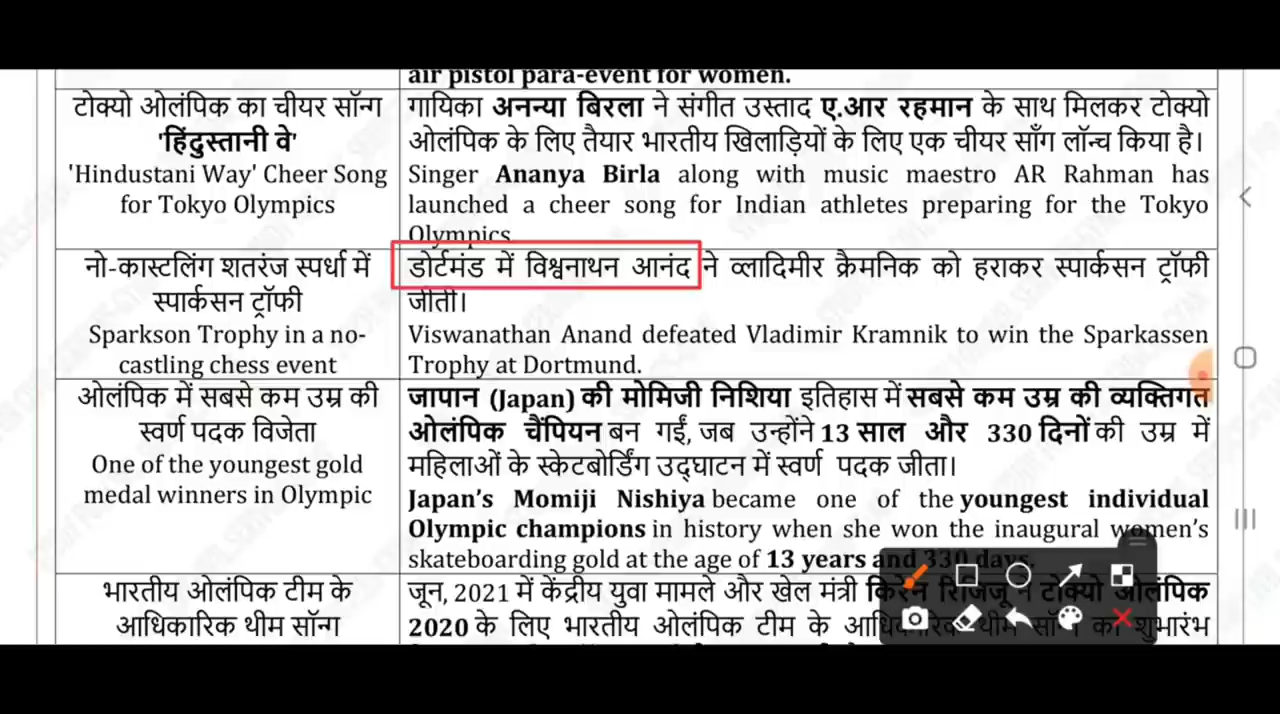 air pistol para-event for women.
टोक्यो ओलंपिक का चीयर सॉन्ग
'हिंदुस्तानी वे'
'Hindustani Way' Cheer Song
for Tokyo Olympics
गायिका अनन्या बिरला ने संगीत उस्ताद ए.आर रहमान के साथ मिलकर टोक्यो
ओलंपिक के लिए तैयार भारतीय खिलाड़ियों के लिए एक चीयर साँग लॉन्च किया है।
Singer Ananya Birla along with music maestro AR Rahman has
launched a cheer song for Indian athletes preparing for the Tokyo
Olympics
नो-कास्टलिंग शतरंज स्पर्धा में
स्पार्कसन ट्रॉफी
Sparkson Trophy in a no-
castling chess event
डोर्टमंड में विश्वनाथन आनंद ने व्लादिमीर क्रैमनिक को हराकर स्पार्कसन ट्रॉफी
जीती।
Viswanathan Anand defeated Vladimir Kramnik to win the Sparkassen
Trophy at Dortmund.
ओलंपिक में सबसे कम उम्र की
स्वर्ण पदक विजेता
One of the youngest gold
medal winners in Olympic
जापान (Japan) की मोमिजी निशिया इतिहास में सबसे कम उम्र की व्यक्तिगत
ओलंपिक चैंपियन बन गईं, जब उन्होंने 13 साल और 330 दिनों की उम्र में
महिलाओं के स्केटबोर्डिंग उद्घाटन में स्वर्ण पदक जीता।
Japan's Momiji Nishiya became one of the youngest individual
Olympic champions in history when she won the inaugural women's
skateboarding gold at the age of 13 years and 330 days.
भारतीय ओलंपिक टीम के
आधिकारिक थीम सॉन्ग
जून, 2021 में केंद्रीय युवा मामले और खेल मंत्री किरेन रिजिजू ने टोक्यो ओलंपिक
2020 के लिए भारतीय ओलंपिक टीम के आधिकारिक थीम सॉन्ग का शुभारंभ